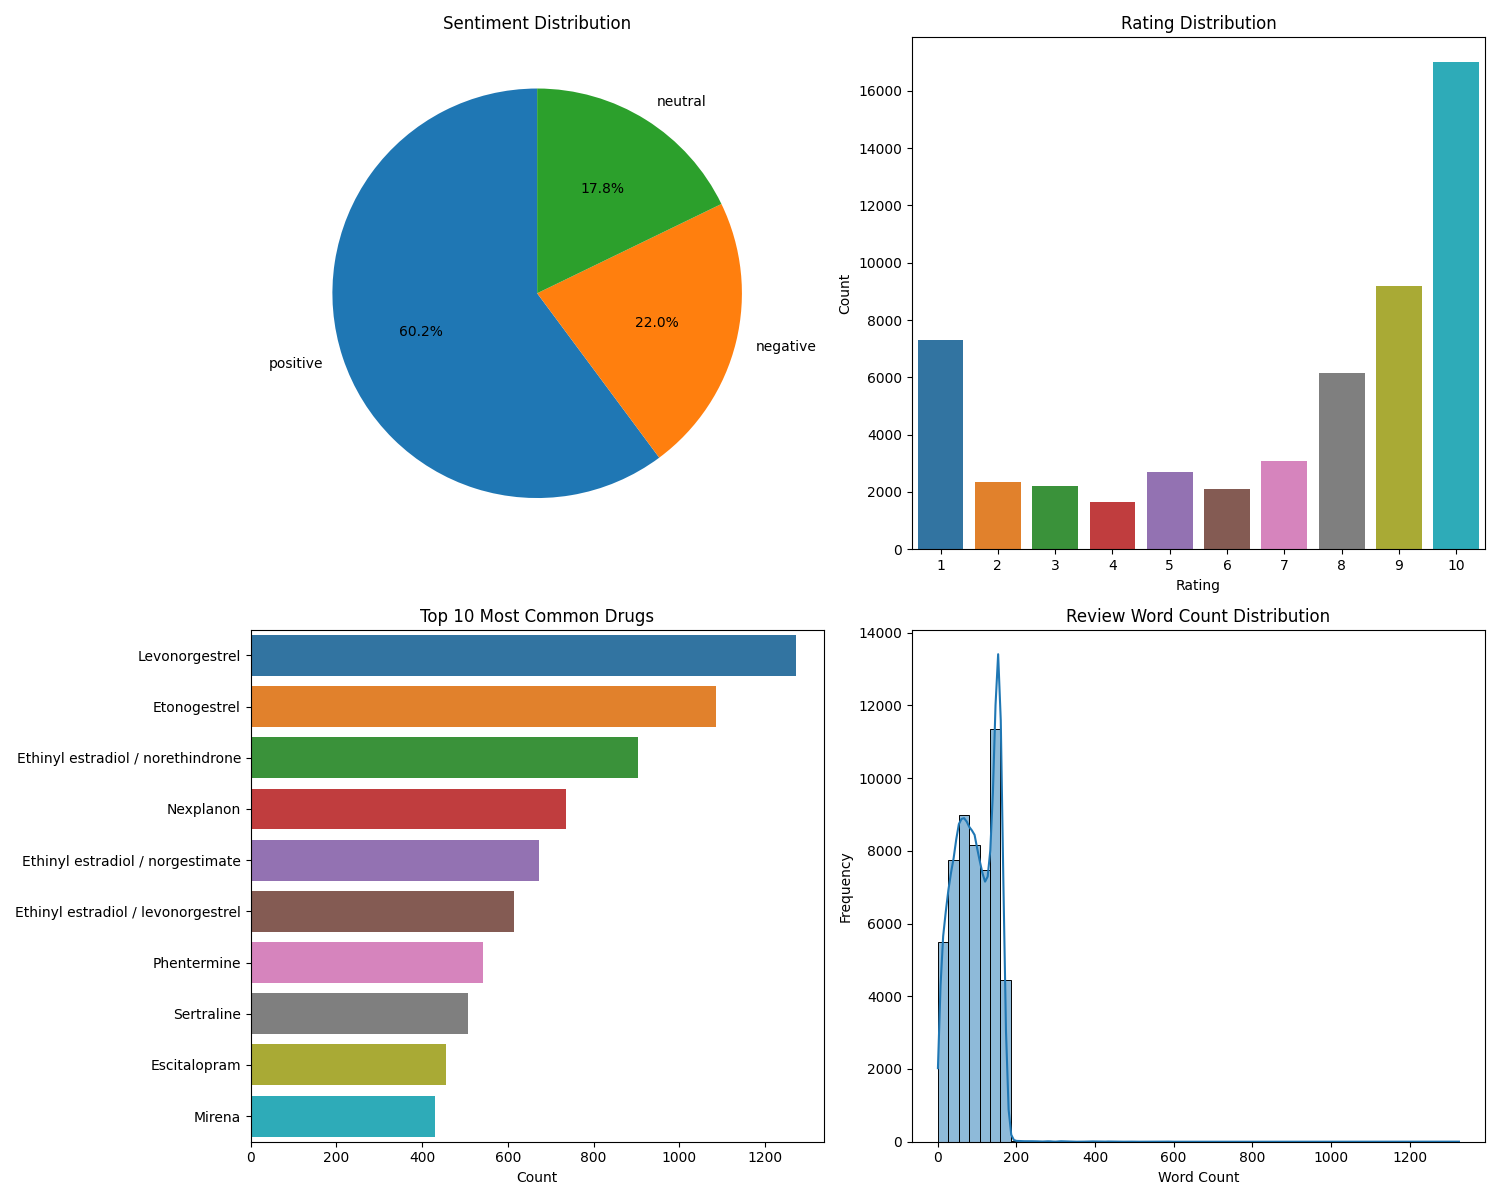 Sentiment Distribution
neutral
17.8%
60.2%
22.0%
positive
negative
Rating Distribution
16000
14000
12000
10000
8000
6000
4000
2000
0
Count
1 2 3 4 5 6 7 8 9 10
Rating
Top 10 Most Common Drugs
Levonorgestrel
Etonogestrel
Ethinyl estradiol / norethindrone
Nexplanon
Ethinyl estradiol / norgestimate
Ethinyl estradiol / levonorgestrel
Phentermine
Sertraline
Escitalopram
Mirena
0 200 400 600 800 1000 1200
Count
Review Word Count Distribution
14000
12000
10000
8000
6000
4000
2000
0
Frequency
0 200 400 600 800 1000 1200
Word Count